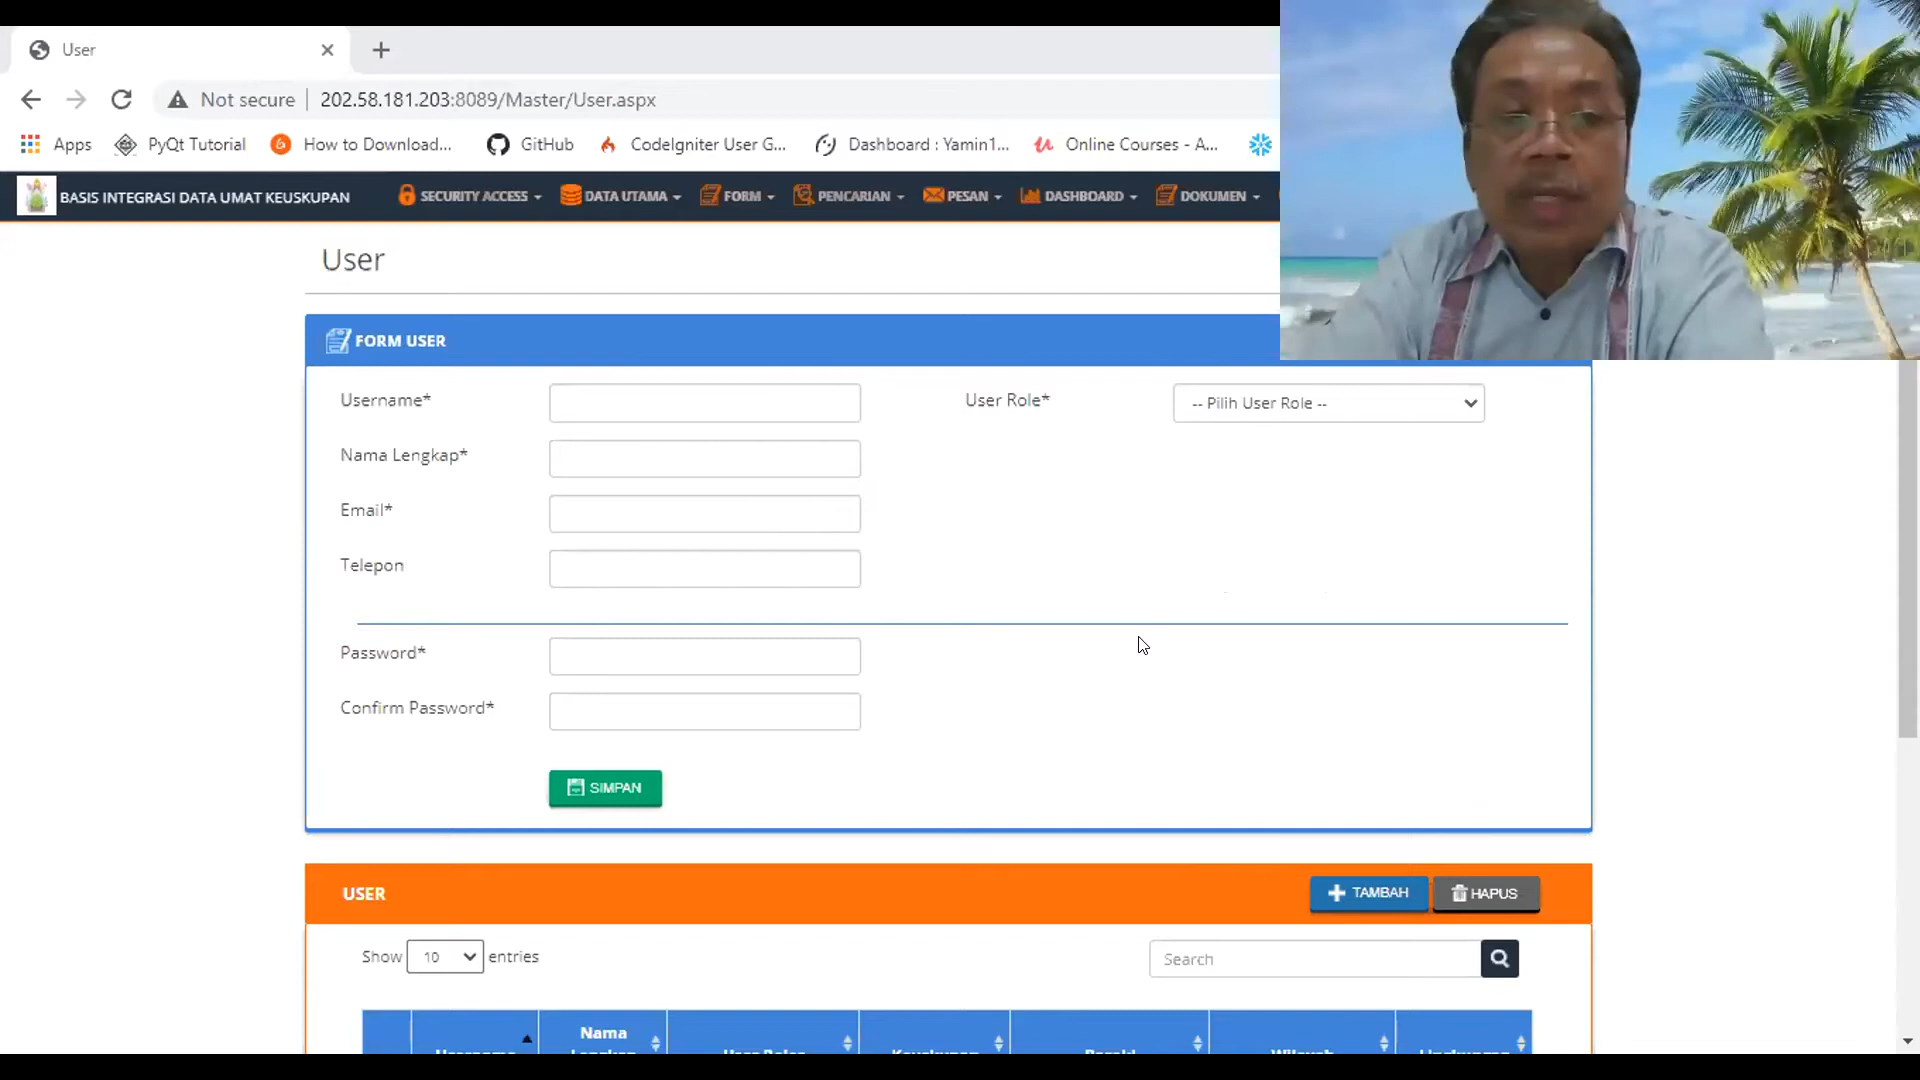 User
Not secure
202.58.181.203:8089/Master/User.aspx
Apps
PyQt Tutorial
How to Download...
GitHub
CodeIgniter User G...
Dashboard : Yamin1...
Online Courses - A...
BASIS INTEGRASI DATA UMAT KEUSKUPAN
SECURITY ACCESS
DATA UTAMA
FORM
PENCARIAN
PESAN
DASHBOARD
DOKUMEN
User
FORM USER
Username*
User Role*
-- Pilih User Role --
Nama Lengkap*
Email*
Telepon
Password*
Confirm Password*
SIMPAN
USER
TAMBAH
HAPUS
Show 10 entries
Search
Nama